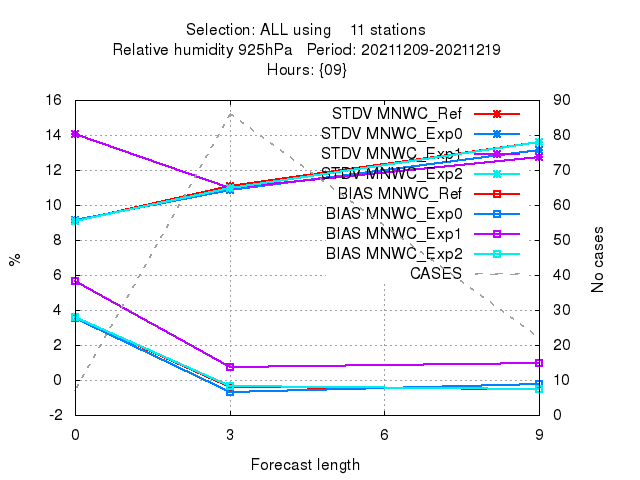 Selection: ALL using    11 stations
Relative humidity 925hPa   Period: 20211209-20211219
Hours: {09}
STDV MNWC_Ref
STDV MNWC_Exp0
STDV MNWC_Exp1
STDV MNWC_Exp2
BIAS MNWC_Ref
BIAS MNWC_Exp0
BIAS MNWC_Exp1
BIAS MNWC_Exp2
CASES
16
14
12
10
8
6
4
2
0
-2
%
90
80
70
60
50
40
30
20
10
0
No cases
0 3 6 9
Forecast length